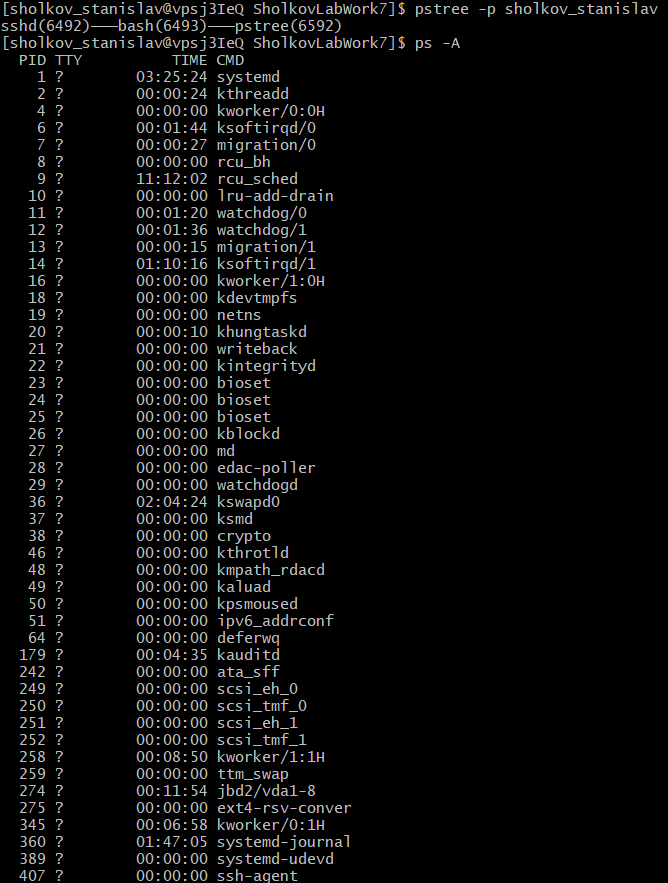 [sholkov_stanislav@vpsj3IeQ SholkovLabWork7]$ pstree -p sholkov_stanislav
sshd(6492)───bash(6493)───pstree(6592)
[sholkov_stanislav@vpsj3IeQ SholkovLabWork7]$ ps -A
PID TTY TIME CMD
1 ? 03:25:24 systemd
2 ? 00:00:24 kthreadd
4 ? 00:00:00 kworker/0:0H
6 ? 00:01:44 ksoftirqd/0
7 ? 00:00:27 migration/0
8 ? 00:00:00 rcu_bh
9 ? 11:12:02 rcu_sched
10 ? 00:00:00 lru-add-drain
11 ? 00:01:20 watchdog/0
12 ? 00:01:36 watchdog/1
13 ? 00:00:15 migration/1
14 ? 01:10:16 ksoftirqd/1
16 ? 00:00:00 kworker/1:0H
18 ? 00:00:00 kdevtmpfs
19 ? 00:00:00 netns
20 ? 00:00:10 khungtaskd
21 ? 00:00:00 writeback
22 ? 00:00:00 kintegrityd
23 ? 00:00:00 bioset
24 ? 00:00:00 bioset
25 ? 00:00:00 bioset
26 ? 00:00:00 kblockd
27 ? 00:00:00 md
28 ? 00:00:00 edac-poller
29 ? 00:00:00 watchdogd
36 ? 02:04:24 kswapd0
37 ? 00:00:00 ksmd
38 ? 00:00:00 crypto
46 ? 00:00:00 kthrotld
48 ? 00:00:00 kmpath_rdacd
49 ? 00:00:00 kaluad
50 ? 00:00:00 kpsmoused
51 ? 00:00:00 ipv6_addrconf
64 ? 00:00:00 deferwq
179 ? 00:04:35 kauditd
242 ? 00:00:00 ata_sff
249 ? 00:00:00 scsi_eh_0
250 ? 00:00:00 scsi_tmf_0
251 ? 00:00:00 scsi_eh_1
252 ? 00:00:00 scsi_tmf_1
258 ? 00:08:50 kworker/1:1H
259 ? 00:00:00 ttm_swap
274 ? 00:11:54 jbd2/vda1-8
275 ? 00:00:00 ext4-rsv-conver
345 ? 00:06:58 kworker/0:1H
360 ? 01:47:05 systemd-journal
389 ? 00:00:00 systemd-udevd
407 ? 00:00:00 ssh-agent